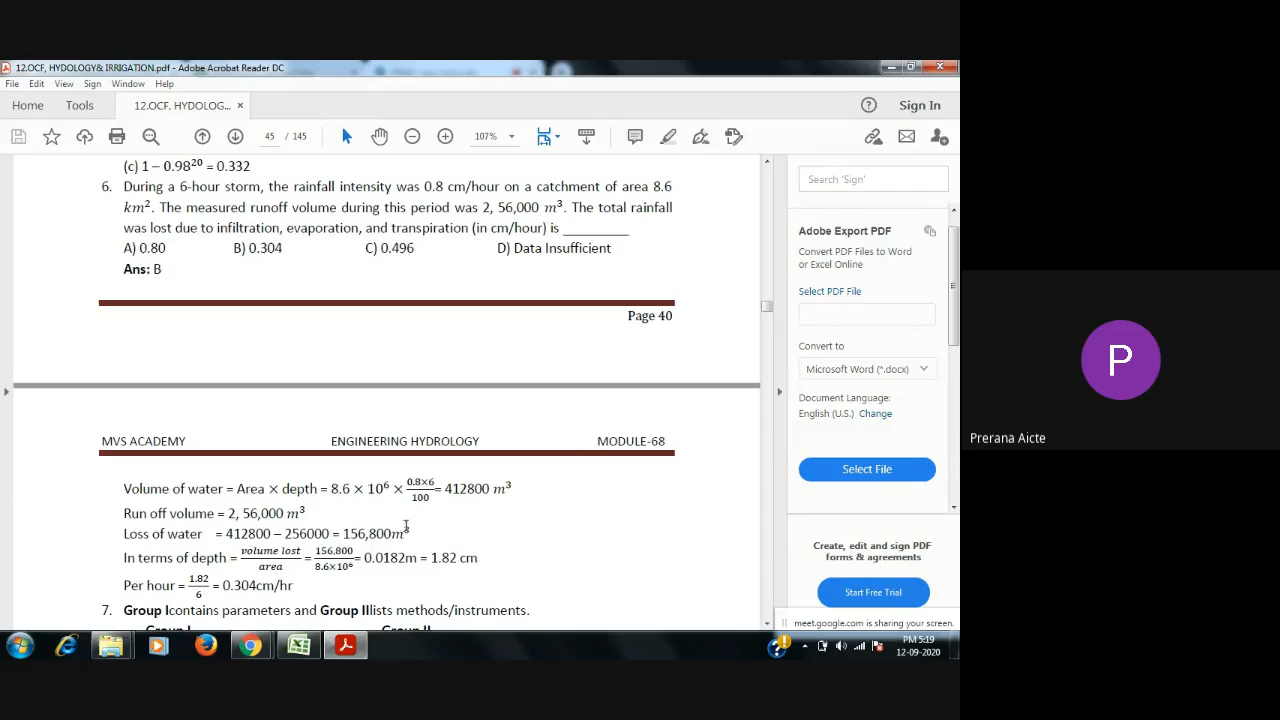 12.OCF, HYDOLOGY& IRRIGATION.pdf - Adobe Acrobat Reader DC
File Edit View Sign Window Help
Home Tools 12.OCF, HYDOLOG... × Sign In
45 / 145 107%
(c) 1 − 0.98²⁰ = 0.332
6. During a 6-hour storm, the rainfall intensity was 0.8 cm/hour on a catchment of area 8.6
km². The measured runoff volume during this period was 2, 56,000 m³. The total rainfall
was lost due to infiltration, evaporation, and transpiration (in cm/hour) is ________
A) 0.80 B) 0.304 C) 0.496 D) Data Insufficient
Ans: B
Page 40
MVS ACADEMY ENGINEERING HYDROLOGY MODULE-68
Volume of water = Area × depth = 8.6 × 10⁶ × 0.8×6/100 = 412800 m³
Run off volume = 2, 56,000 m³
Loss of water = 412800 − 256000 = 156,800m³
In terms of depth = volume lost/area = 156,800/8.6×10⁶ = 0.0182m = 1.82 cm
Per hour = 1.82/6 = 0.304cm/hr
7. Group Icontains parameters and Group IIlists methods/instruments.
Group I Group II
Search 'Sign'
Adobe Export PDF
Convert PDF Files to Word
or Excel Online
Select PDF File
Convert to
Microsoft Word (*.docx)
Document Language:
English (U.S.) Change
Select File
Create, edit and sign PDF
forms & agreements
Start Free Trial
meet.google.com is sharing your screen.
PM 5:19
12-09-2020
P
Prerana Aicte